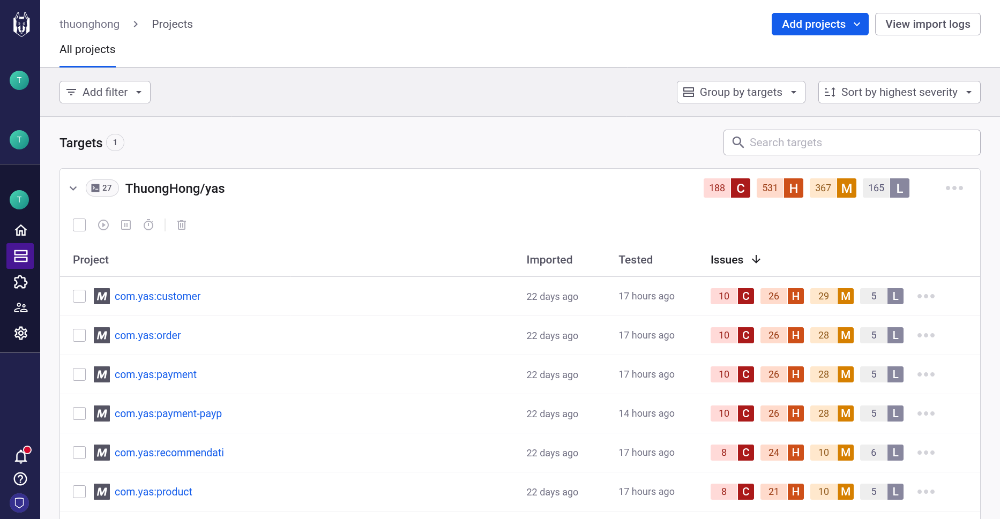 thuonghong > Projects
Add projects
View import logs
All projects
Add filter
Group by targets
Sort by highest severity
Targets 1
Search targets
27 ThuongHong/yas 188 C 531 H 367 M 165 L
Project Imported Tested Issues
M com.yas:customer 22 days ago 17 hours ago 10 C 26 H 29 M 5 L
M com.yas:order 22 days ago 17 hours ago 10 C 26 H 28 M 5 L
M com.yas:payment 22 days ago 17 hours ago 10 C 26 H 28 M 5 L
M com.yas:payment-payp 22 days ago 14 hours ago 10 C 26 H 28 M 5 L
M com.yas:recommendati 22 days ago 17 hours ago 8 C 24 H 10 M 6 L
M com.yas:product 22 days ago 17 hours ago 8 C 21 H 10 M 5 L
T
T
T